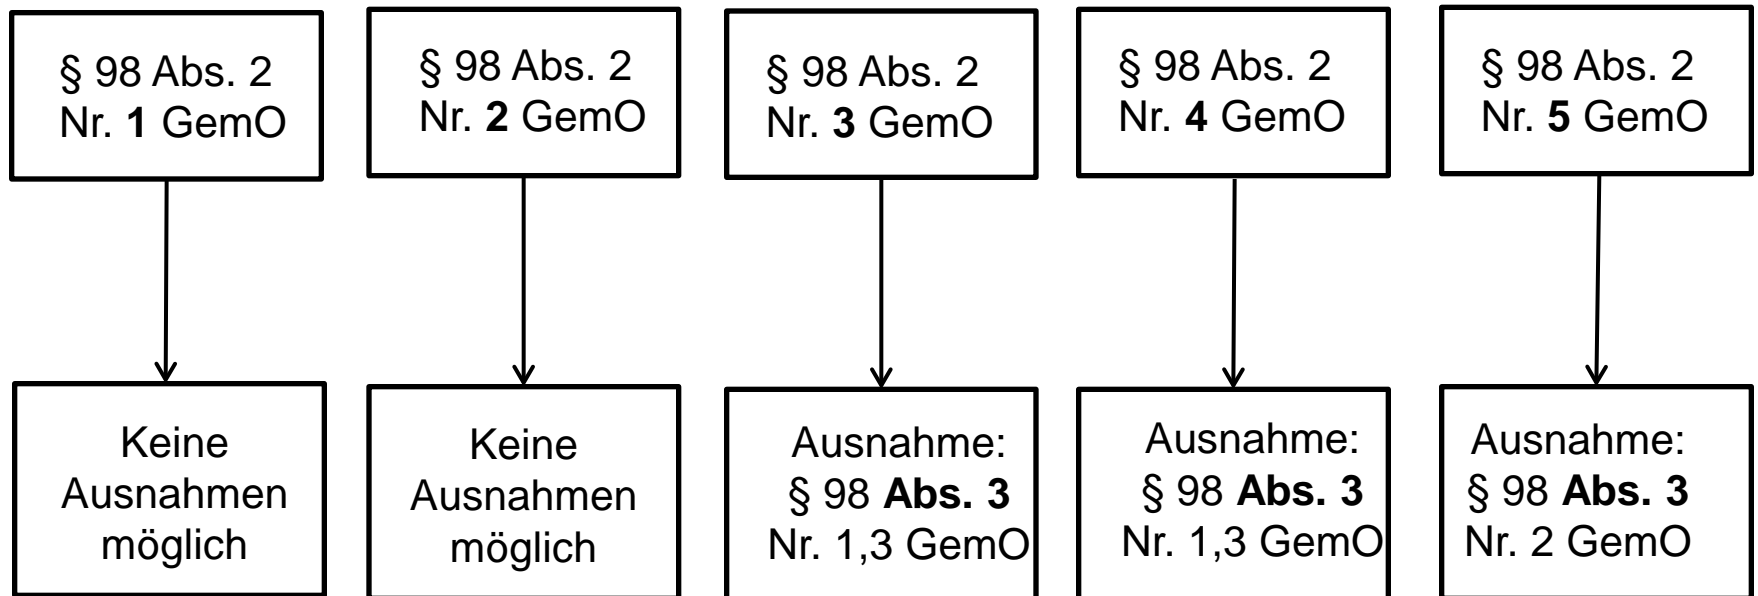 § 98 Abs. 2
Nr. 1 GemO
§ 98 Abs. 2
Nr. 2 GemO
§ 98 Abs. 2
Nr. 3 GemO
§ 98 Abs. 2
Nr. 4 GemO
§ 98 Abs. 2
Nr. 5 GemO
Keine
Ausnahmen
möglich
Keine
Ausnahmen
möglich
Ausnahme:
§ 98 Abs. 3
Nr. 1,3 GemO
Ausnahme:
§ 98 Abs. 3
Nr. 1,3 GemO
Ausnahme:
§ 98 Abs. 3
Nr. 2 GemO